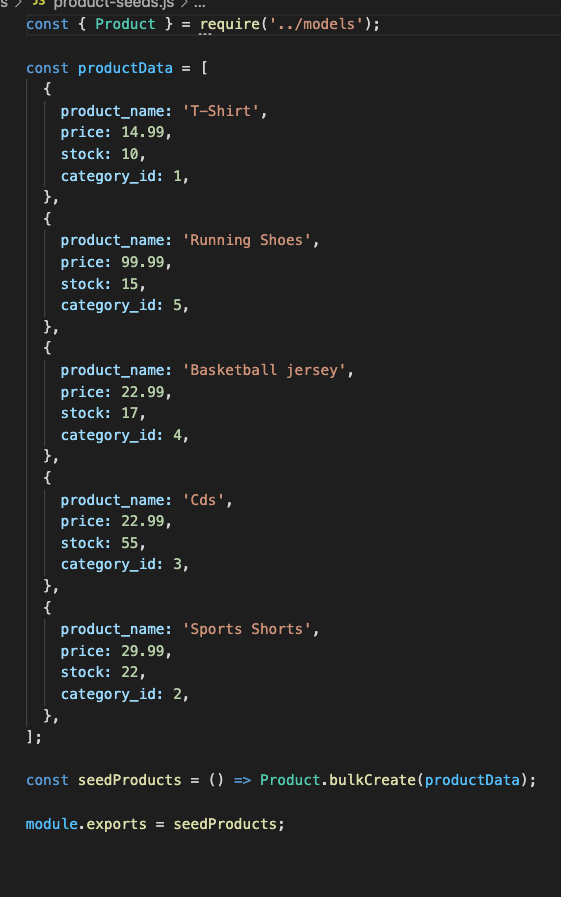 s > JS product-seeds.js > ...
const { Product } = require('../models');
const productData = [
  {
    product_name: 'T-Shirt',
    price: 14.99,
    stock: 10,
    category_id: 1,
  },
  {
    product_name: 'Running Shoes',
    price: 99.99,
    stock: 15,
    category_id: 5,
  },
  {
    product_name: 'Basketball jersey',
    price: 22.99,
    stock: 17,
    category_id: 4,
  },
  {
    product_name: 'Cds',
    price: 22.99,
    stock: 55,
    category_id: 3,
  },
  {
    product_name: 'Sports Shorts',
    price: 29.99,
    stock: 22,
    category_id: 2,
  },
];
const seedProducts = () => Product.bulkCreate(productData);
module.exports = seedProducts;